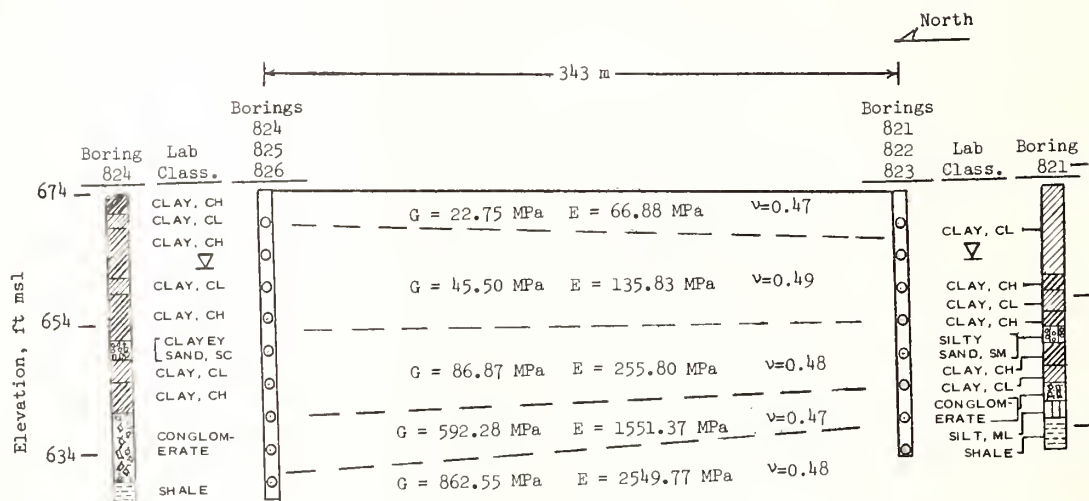 North
343 m
Borings
824
825
826
Borings
821
822
823
Boring
824
Lab
Class.
Lab
Class.
Boring
821
Elevation, ft msl
674
654
634
CLAY, CH
CLAY, CL
CLAY, CH
CLAY, CL
CLAY, CH
CLAYEY
SAND, SC
CLAY, CL
CLAY, CH
CONGLOM-
ERATE
SHALE
G = 22.75 MPa E = 66.88 MPa ν=0.47
G = 45.50 MPa E = 135.83 MPa ν=0.49
G = 86.87 MPa E = 255.80 MPa ν=0.48
G = 592.28 MPa E = 1551.37 MPa ν=0.47
G = 862.55 MPa E = 2549.77 MPa ν=0.48
CLAY, CL
CLAY, CH
CLAY, CL
CLAY, CH
SILTY
SAND, SM
CLAY, CH
CLAY, CL
CONGLOM-
ERATE
SILT, ML
SHALE